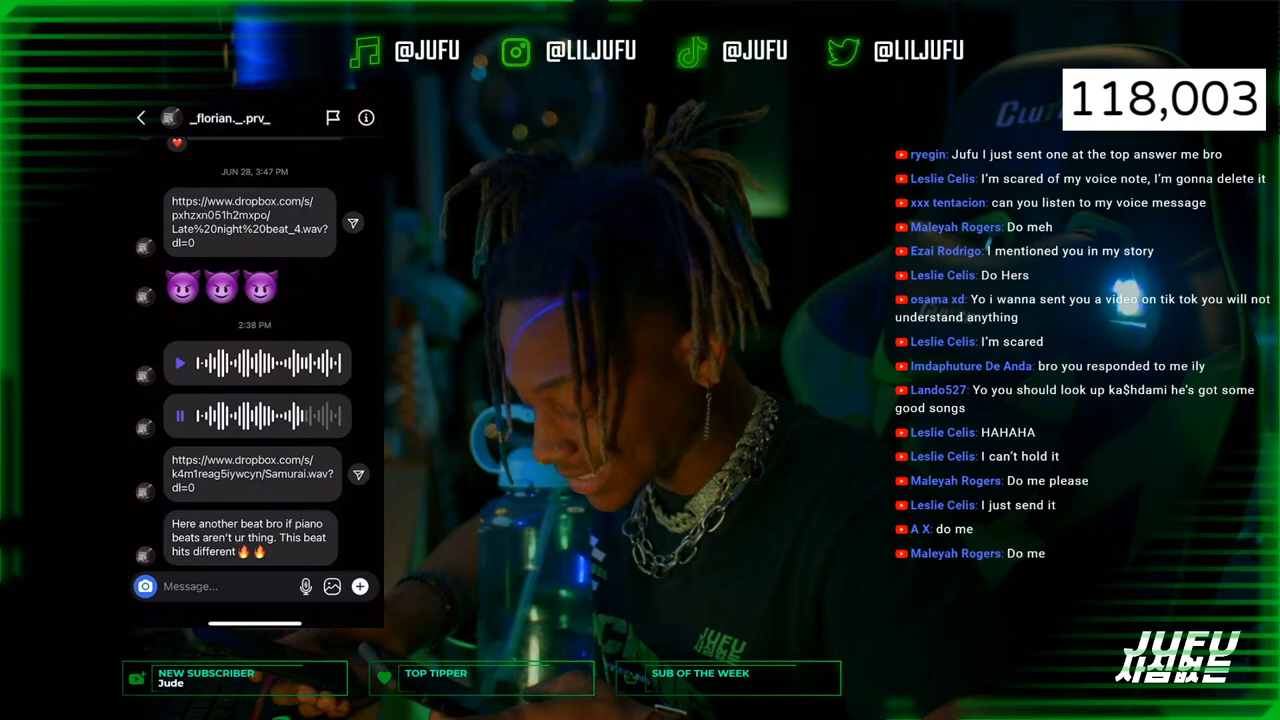 @JUFU
@LILJUFU
@JUFU
@LILJUFU
118,003
_florian._.prv_
JUN 28, 3:47 PM
https://www.dropbox.com/s/
pxhzxn051h2mxpo/
Late%20night%20beat_4.wav?
dl=0
2:38 PM
https://www.dropbox.com/s/
k4m1reag5iywcyn/Samurai.wav?
dl=0
Here another beat bro if piano
beats aren't ur thing. This beat
hits different🔥🔥
Message...
ryegin: Jufu I just sent one at the top answer me bro
Leslie Celis: I'm scared of my voice note, I'm gonna delete it
xxx tentacion: can you listen to my voice message
Maleyah Rogers: Do meh
Ezai Rodrigo: I mentioned you in my story
Leslie Celis: Do Hers
osama xd: Yo i wanna sent you a video on tik tok you will not
understand anything
Leslie Celis: I'm scared
Imdaphuture De Anda: bro you responded to me ily
Lando527: Yo you should look up ka$hdami he's got some
good songs
Leslie Celis: HAHAHA
Leslie Celis: I can't hold it
Maleyah Rogers: Do me please
Leslie Celis: I just send it
A X: do me
Maleyah Rogers: Do me
NEW SUBSCRIBER
Jude
TOP TIPPER
SUB OF THE WEEK
JUFU
자심없는
JUFU